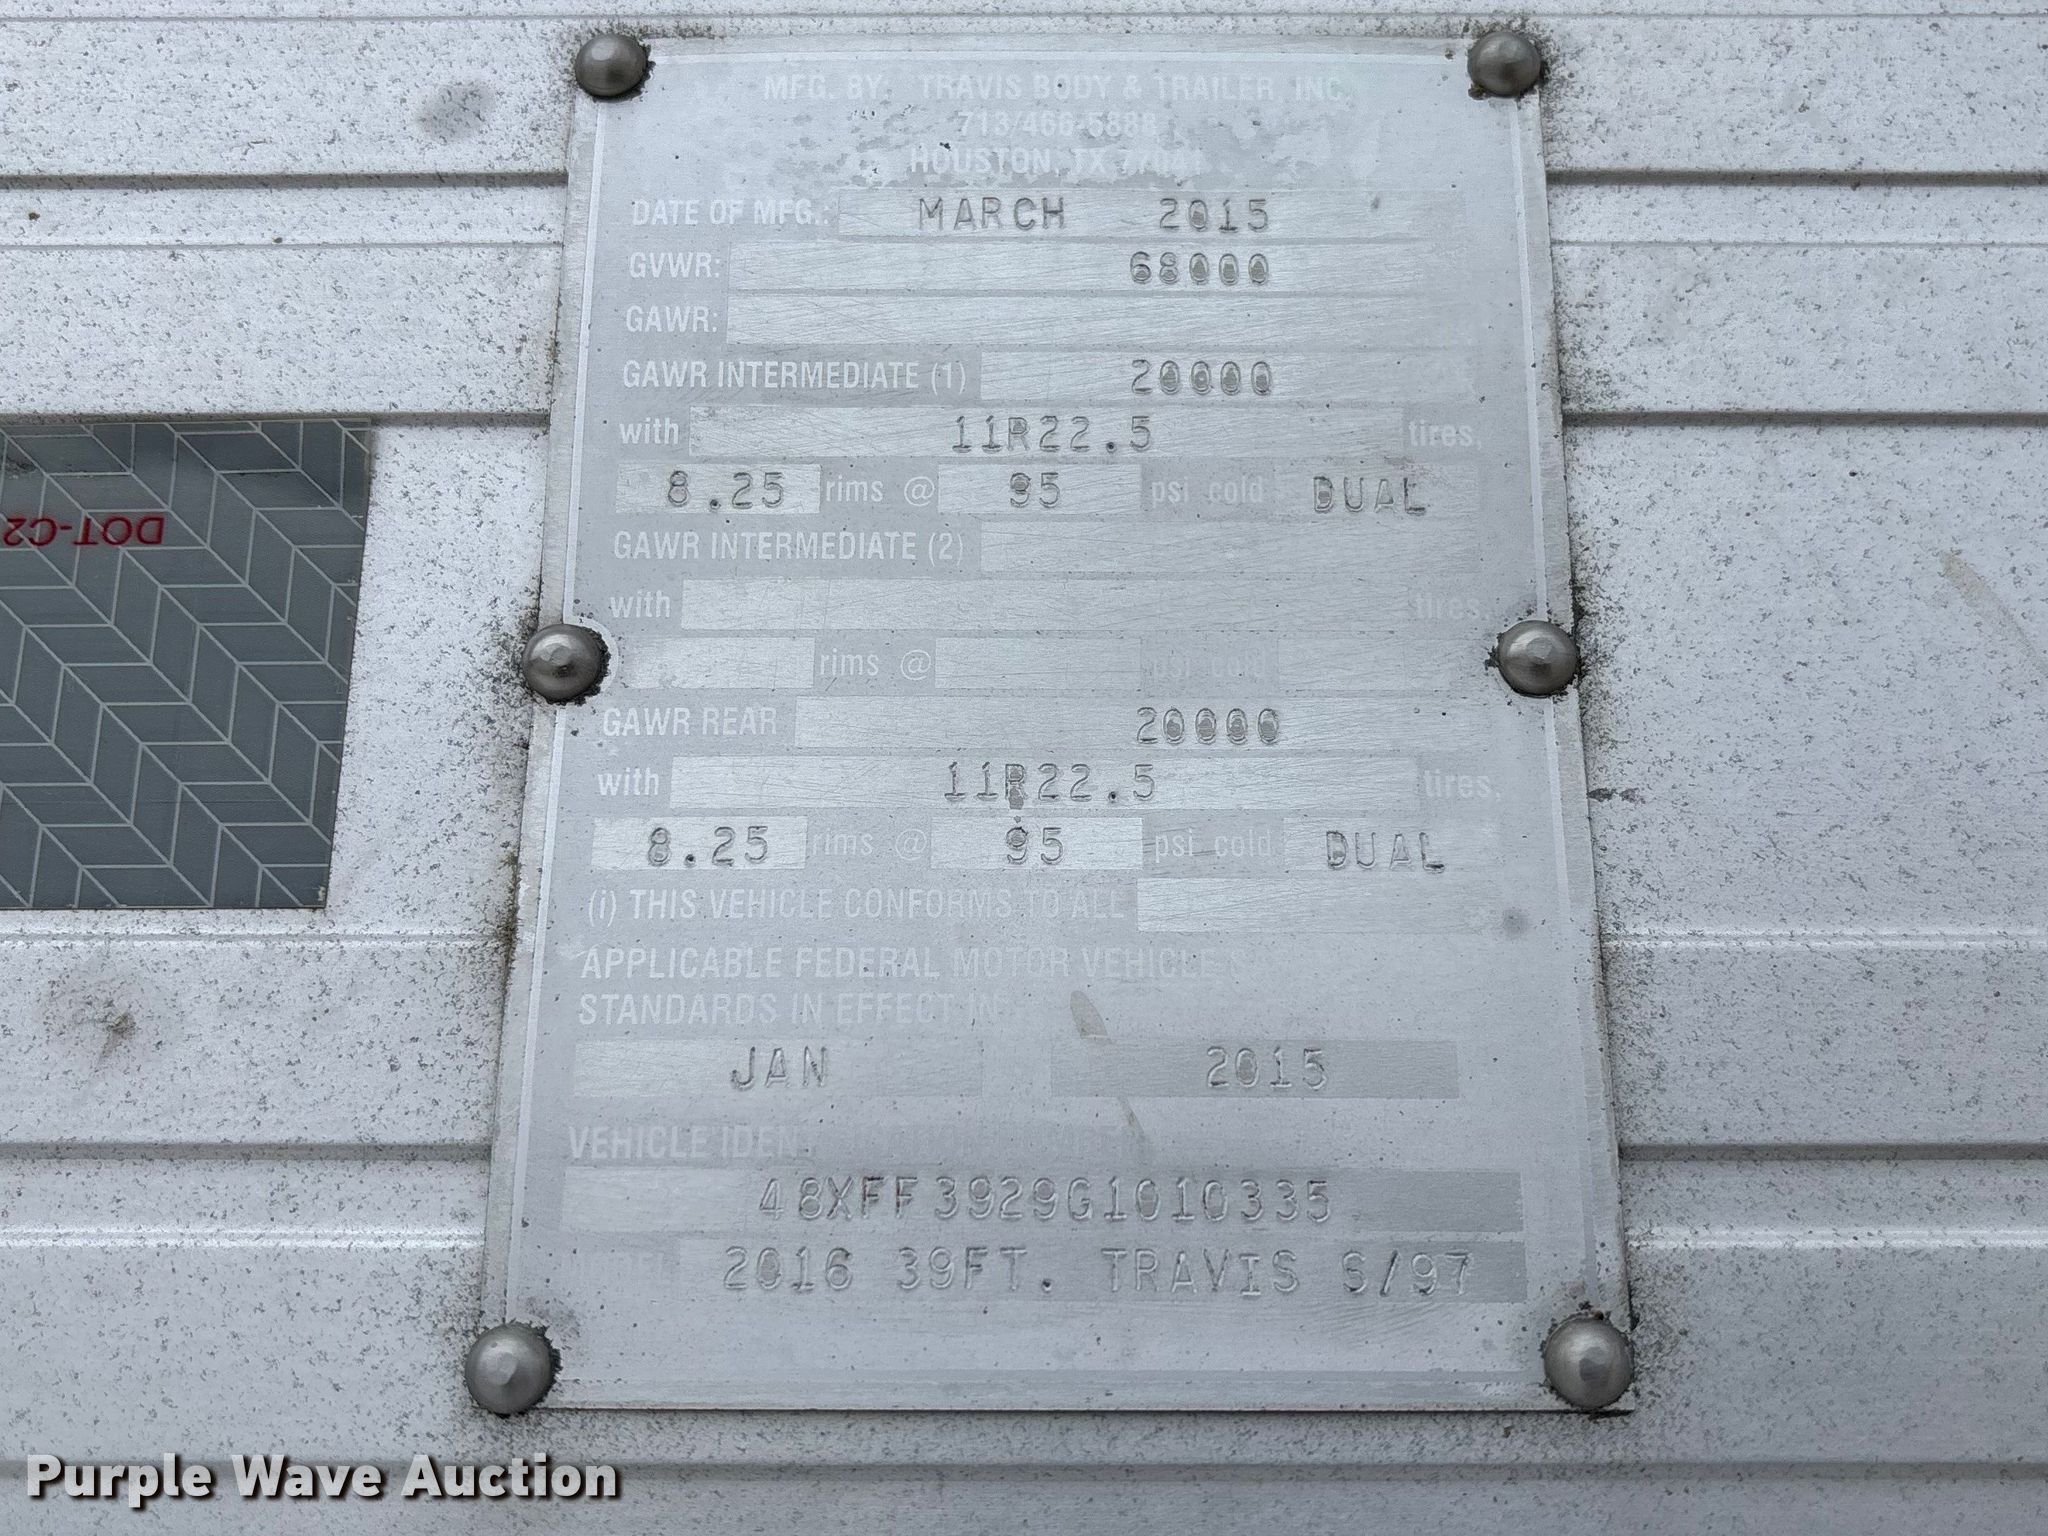 MFG. BY TRAVIS BODY & TRAILER, INC.
HOUSTON, TX 77041
DATE OF MFG.: MARCH 2015
GVWR: 68000
GAWR:
GAWR INTERMEDIATE (1) 20000
with 11R22.5 tires,
8.25 rims @ 95 psi cold DUAL
GAWR INTERMEDIATE (2)
with tires,
rims @ psi cold
GAWR REAR 20000
with 11R22.5 tires,
8.25 rims @ 95 psi cold DUAL
(i) THIS VEHICLE CONFORMS TO ALL
APPLICABLE FEDERAL MOTOR VEHICLE
STANDARDS IN EFFECT IN
JAN 2015
VEHICLE
48XFF3929G1010335
2016 39FT. TRAVIS S/97
DOT-C2
Purple Wave Auction